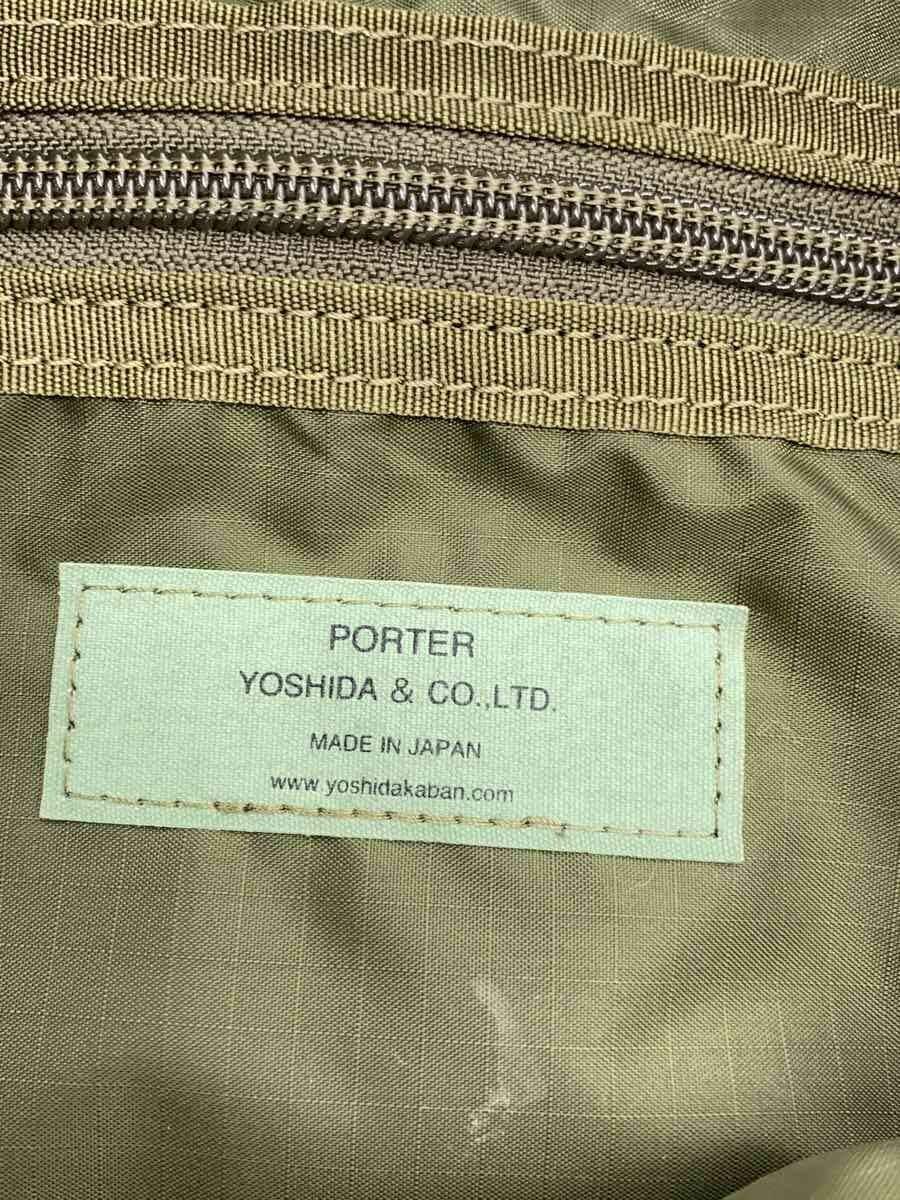 PORTER
YOSHIDA & CO.,LTD.
MADE IN JAPAN
www.yoshidakaban.com